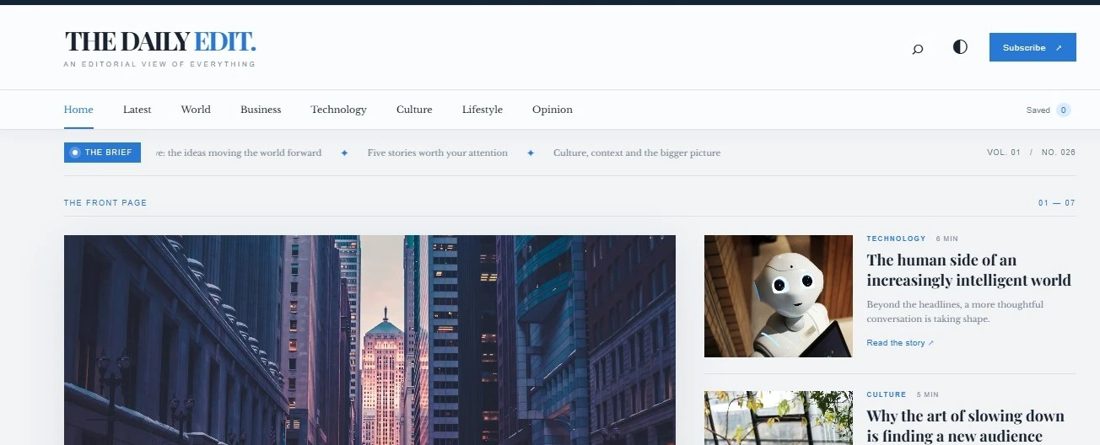 THE DAILY EDIT.
AN EDITORIAL VIEW OF EVERYTHING
Subscribe ↗
Home Latest World Business Technology Culture Lifestyle Opinion
Saved 0
THE BRIEF
: the ideas moving the world forward ✦ Five stories worth your attention ✦ Culture, context and the bigger picture
VOL. 01 / NO. 026
THE FRONT PAGE
01 — 07
TECHNOLOGY 6 MIN
The human side of an
increasingly intelligent world
Beyond the headlines, a more thoughtful
conversation is taking shape.
Read the story ↗
CULTURE 5 MIN
Why the art of slowing down
is finding a new audience